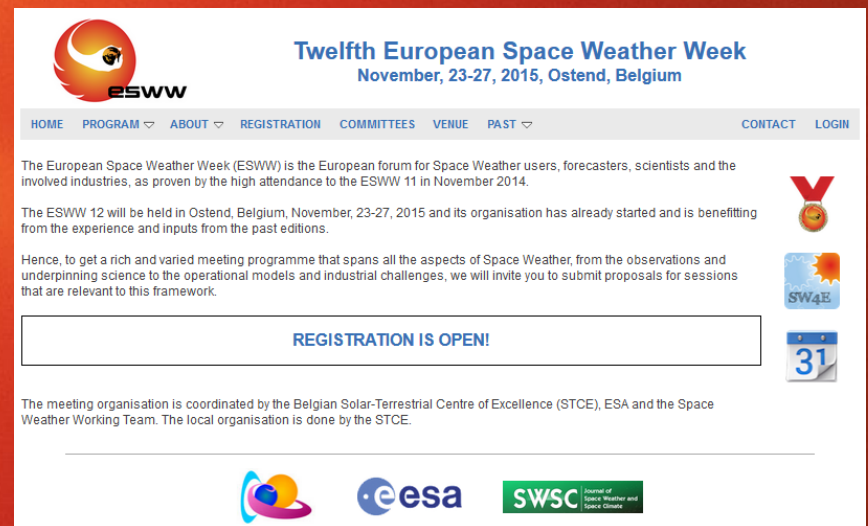 esww
Twelfth European Space Weather Week
November, 23-27, 2015, Ostend, Belgium
HOME PROGRAM ABOUT REGISTRATION COMMITTEES VENUE PAST CONTACT LOGIN
The European Space Weather Week (ESWW) is the European forum for Space Weather users, forecasters, scientists and the
involved industries, as proven by the high attendance to the ESWW 11 in November 2014.
The ESWW 12 will be held in Ostend, Belgium, November, 23-27, 2015 and its organisation has already started and is benefitting
from the experience and inputs from the past editions.
Hence, to get a rich and varied meeting programme that spans all the aspects of Space Weather, from the observations and
underpinning science to the operational models and industrial challenges, we will invite you to submit proposals for sessions
that are relevant to this framework.
SW4E
REGISTRATION IS OPEN!
31
The meeting organisation is coordinated by the Belgian Solar-Terrestrial Centre of Excellence (STCE), ESA and the Space
Weather Working Team. The local organisation is done by the STCE.
esa
SWSC Journal of
Space Weather and
Space Climate